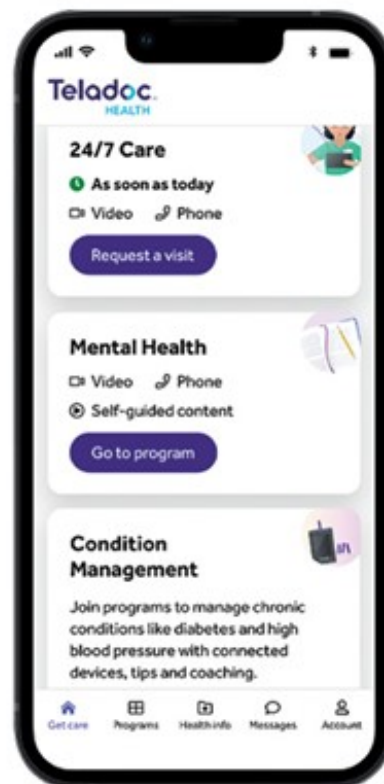 Teladoc.
HEALTH
24/7 Care
As soon as today
Video Phone
Request a visit
Mental Health
Video Phone
Self-guided content
Go to program
Condition
Management
Join programs to manage chronic
conditions like diabetes and high
blood pressure with connected
devices, tips and coaching.
Get care Programs Health info Messages Account